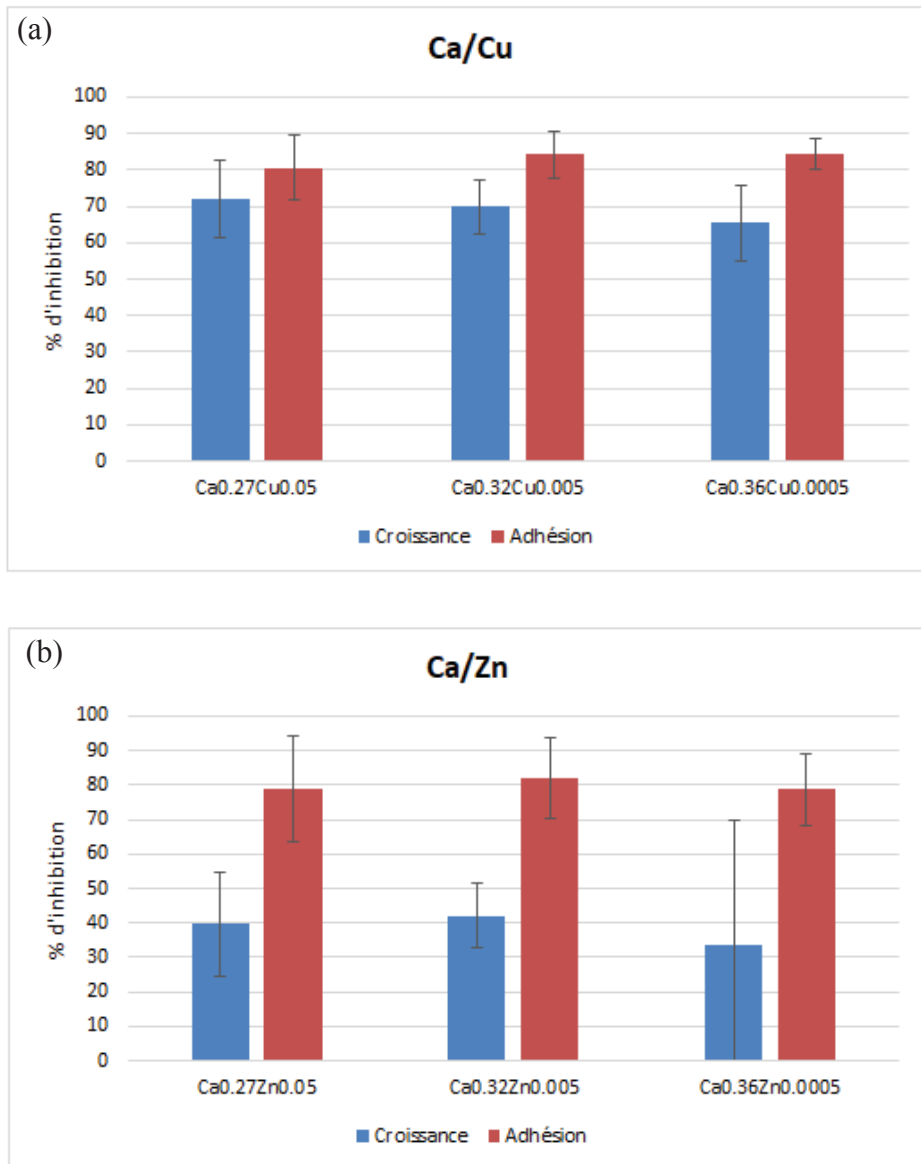 (a)
Ca/Cu
% d'inhibition
100
90
80
70
60
50
40
30
20
10
0
Ca0.27Cu0.05 Ca0.32Cu0.005 Ca0.36Cu0.0005
Croissance Adhésion
(b)
Ca/Zn
% d'inhibition
100
90
80
70
60
50
40
30
20
10
0
Ca0.27Zn0.05 Ca0.32Zn0.005 Ca0.36Zn0.0005
Croissance Adhésion